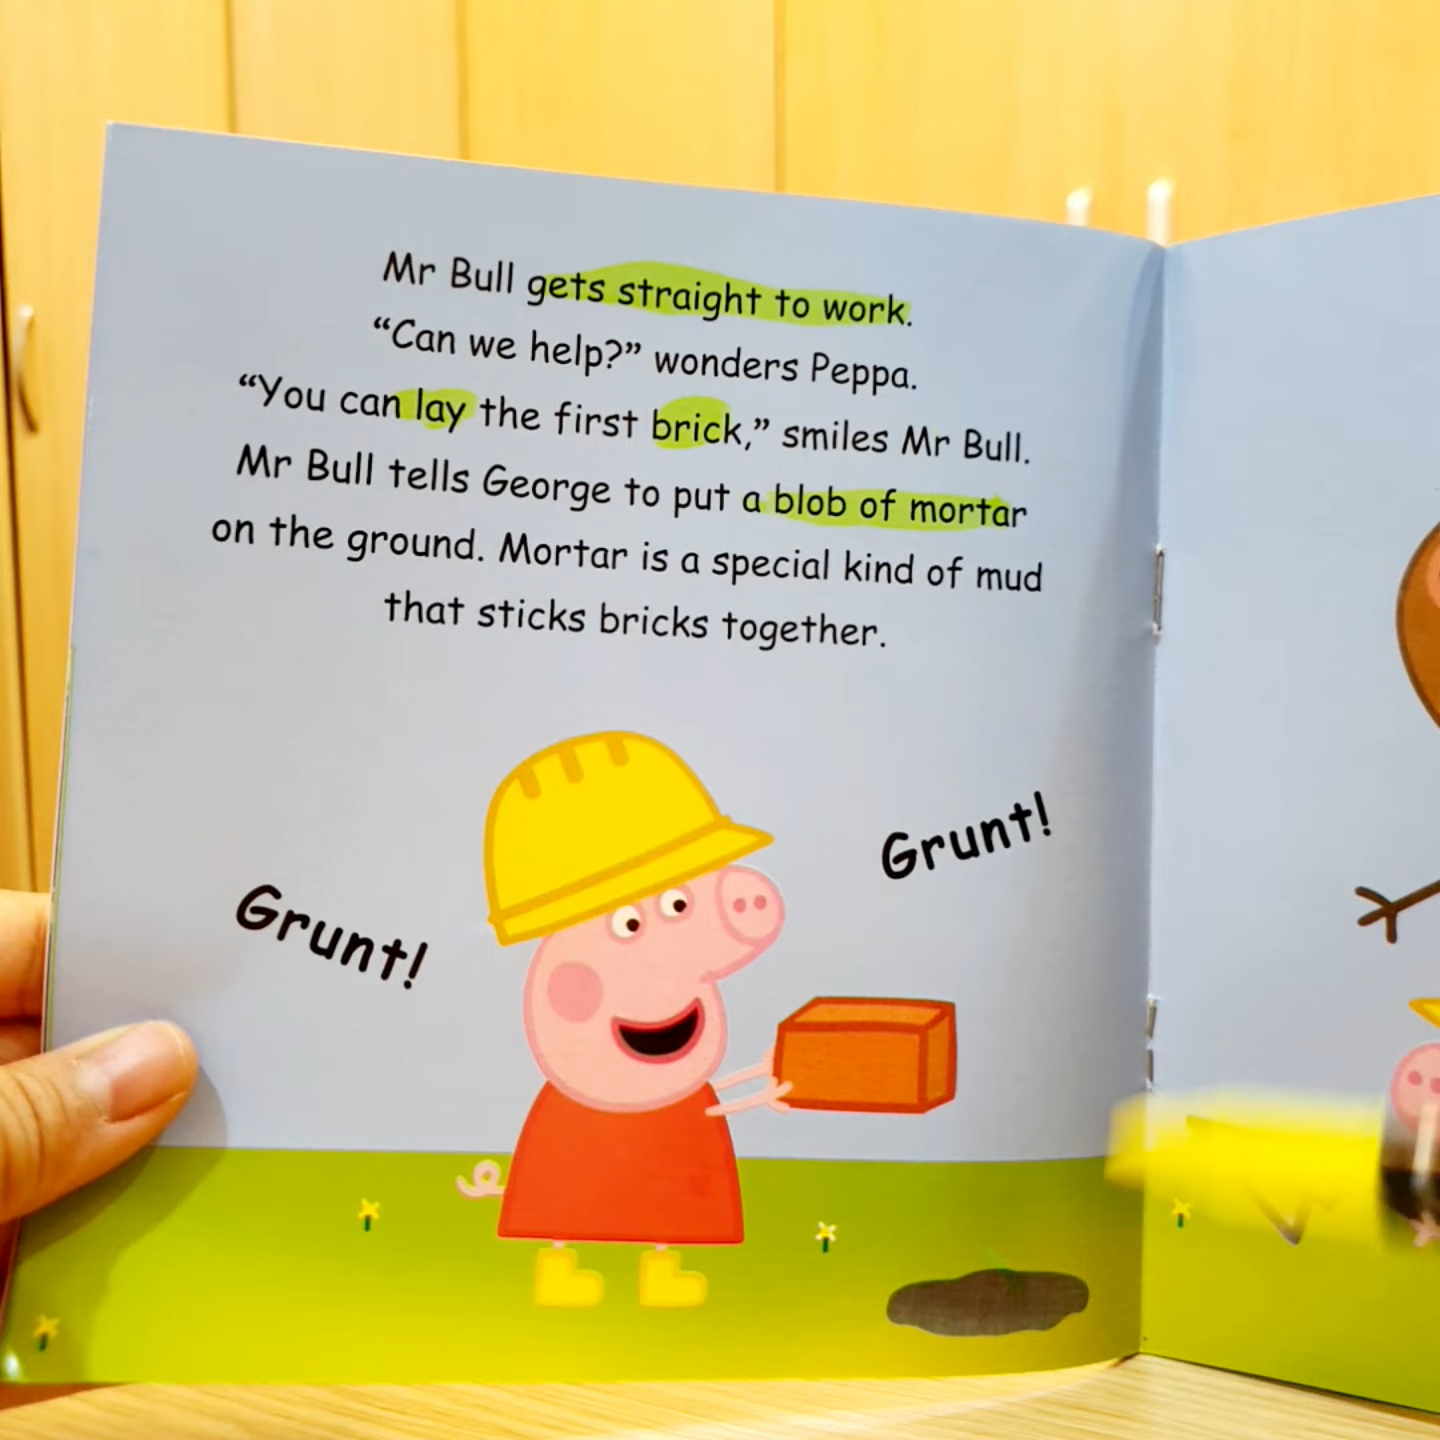 Mr Bull gets straight to work.
“Can we help?” wonders Peppa.
“You can lay the first brick,” smiles Mr Bull.
Mr Bull tells George to put a blob of mortar
on the ground. Mortar is a special kind of mud
that sticks bricks together.
Grunt!
Grunt!